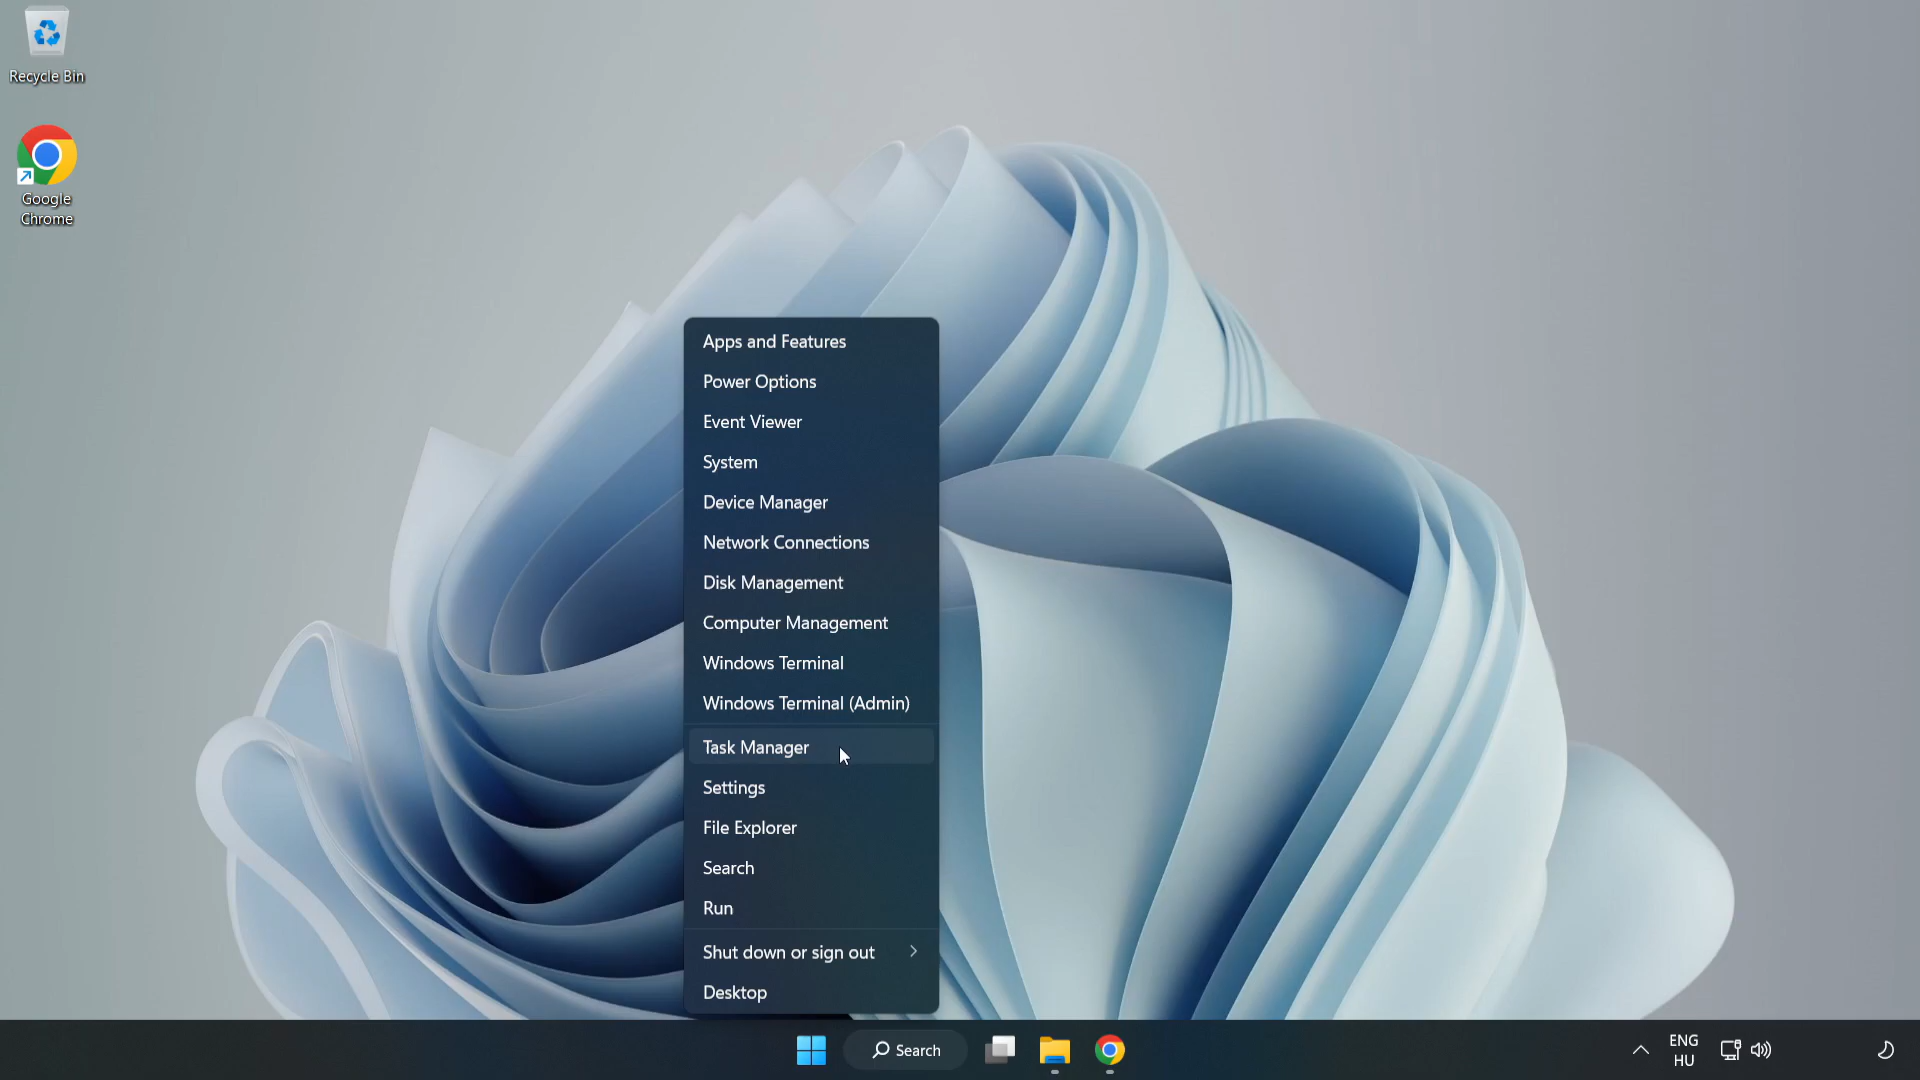 Recycle Bin
Google
Chrome
Apps and Features
Power Options
Event Viewer
System
Device Manager
Network Connections
Disk Management
Computer Management
Windows Terminal
Windows Terminal (Admin)
Task Manager
Settings
File Explorer
Search
Run
Shut down or sign out
Desktop
Search
ENG
HU